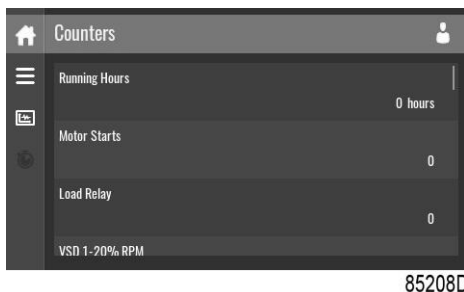 Counters
Running Hours
0 hours
Motor Starts
0
Load Relay
0
VSD 1-20% RPM
85208D